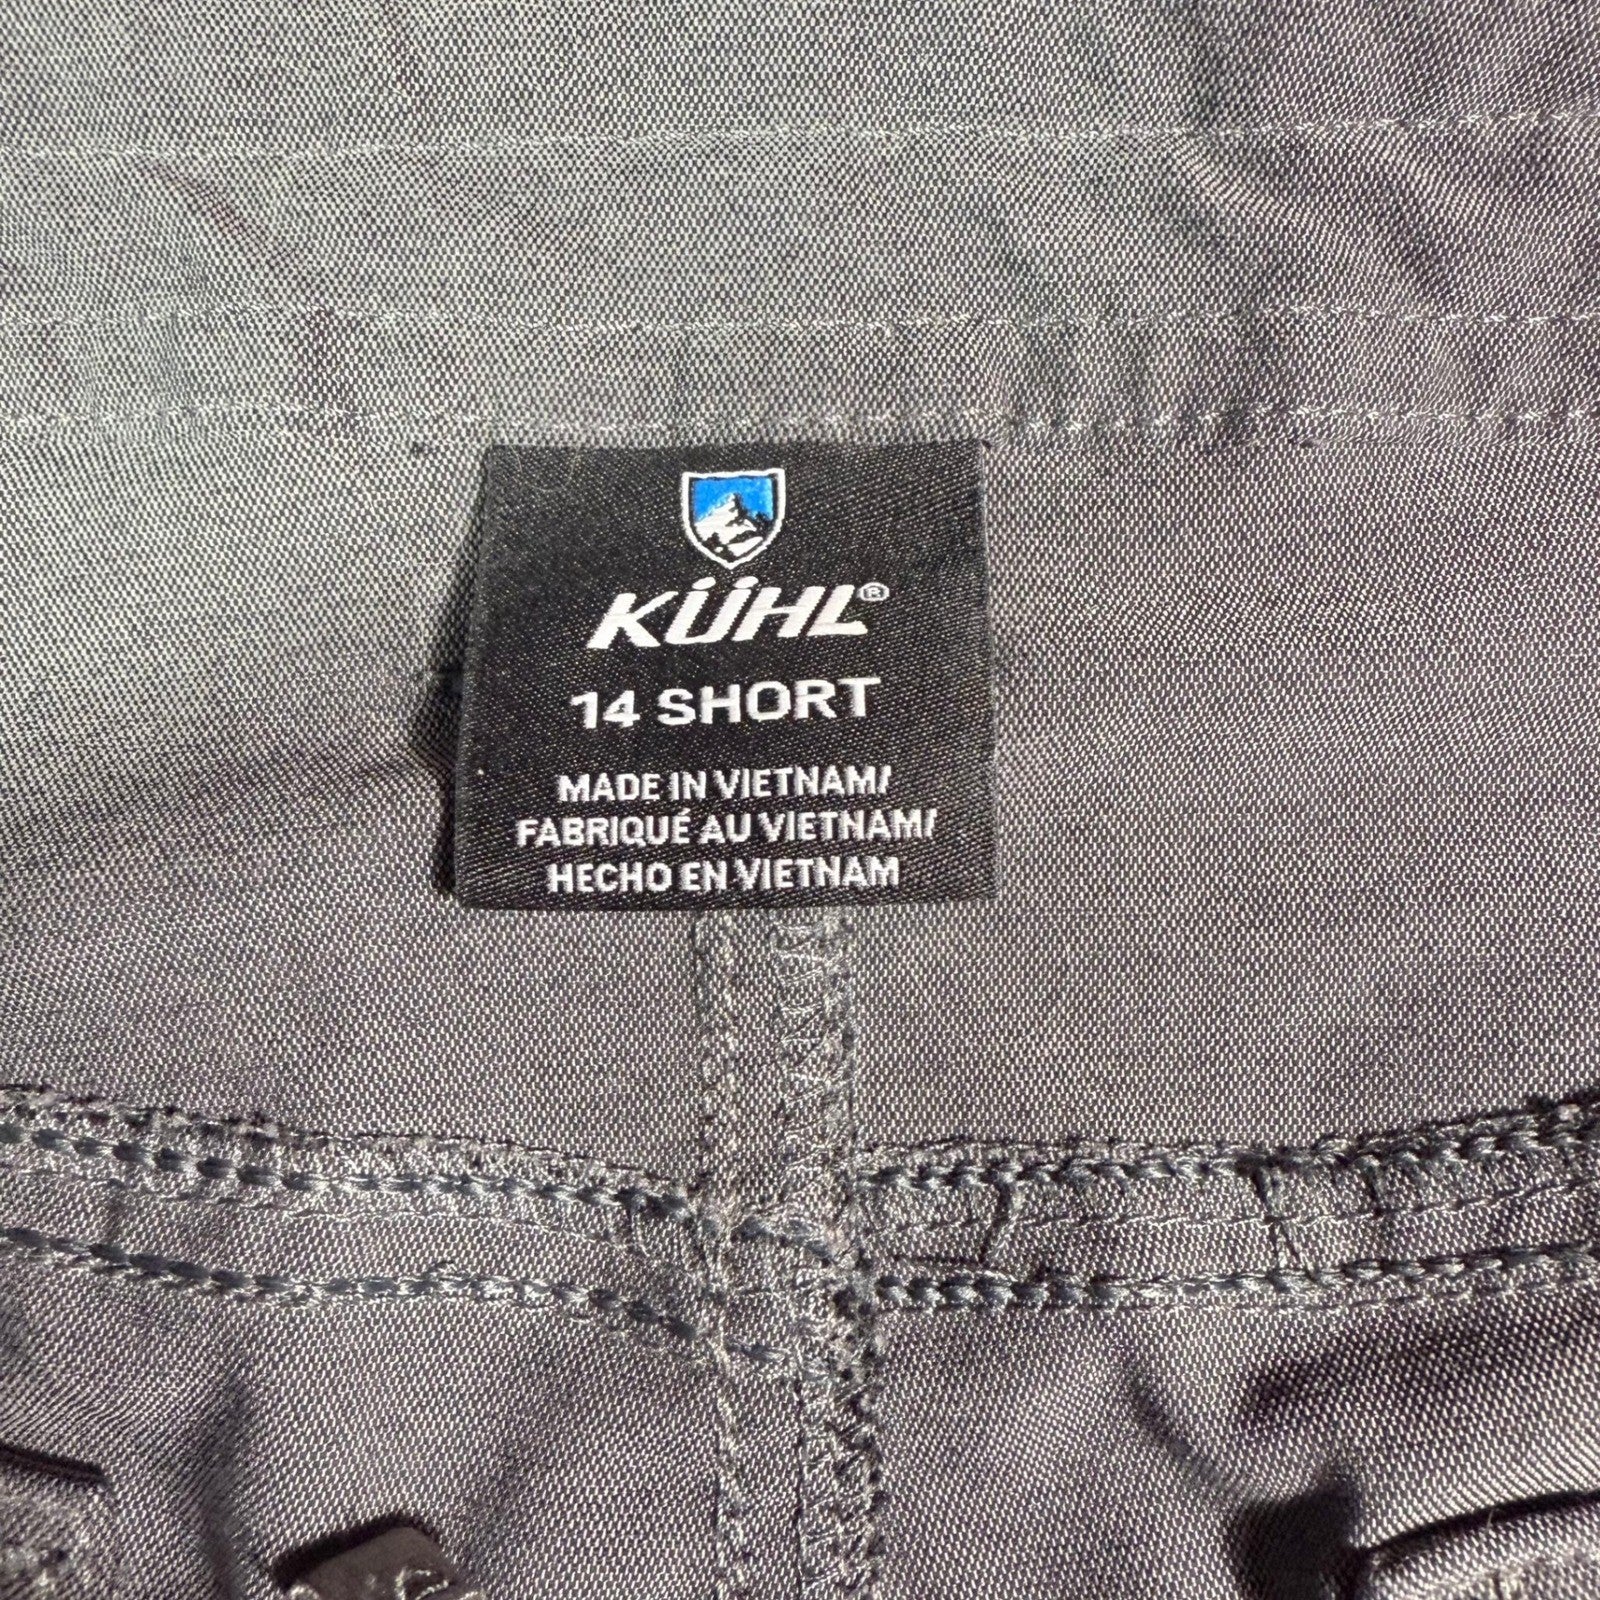 KÜHL®
14 SHORT
MADE IN VIETNAM/
FABRIQUÉ AU VIETNAM/
HECHO EN VIETNAM